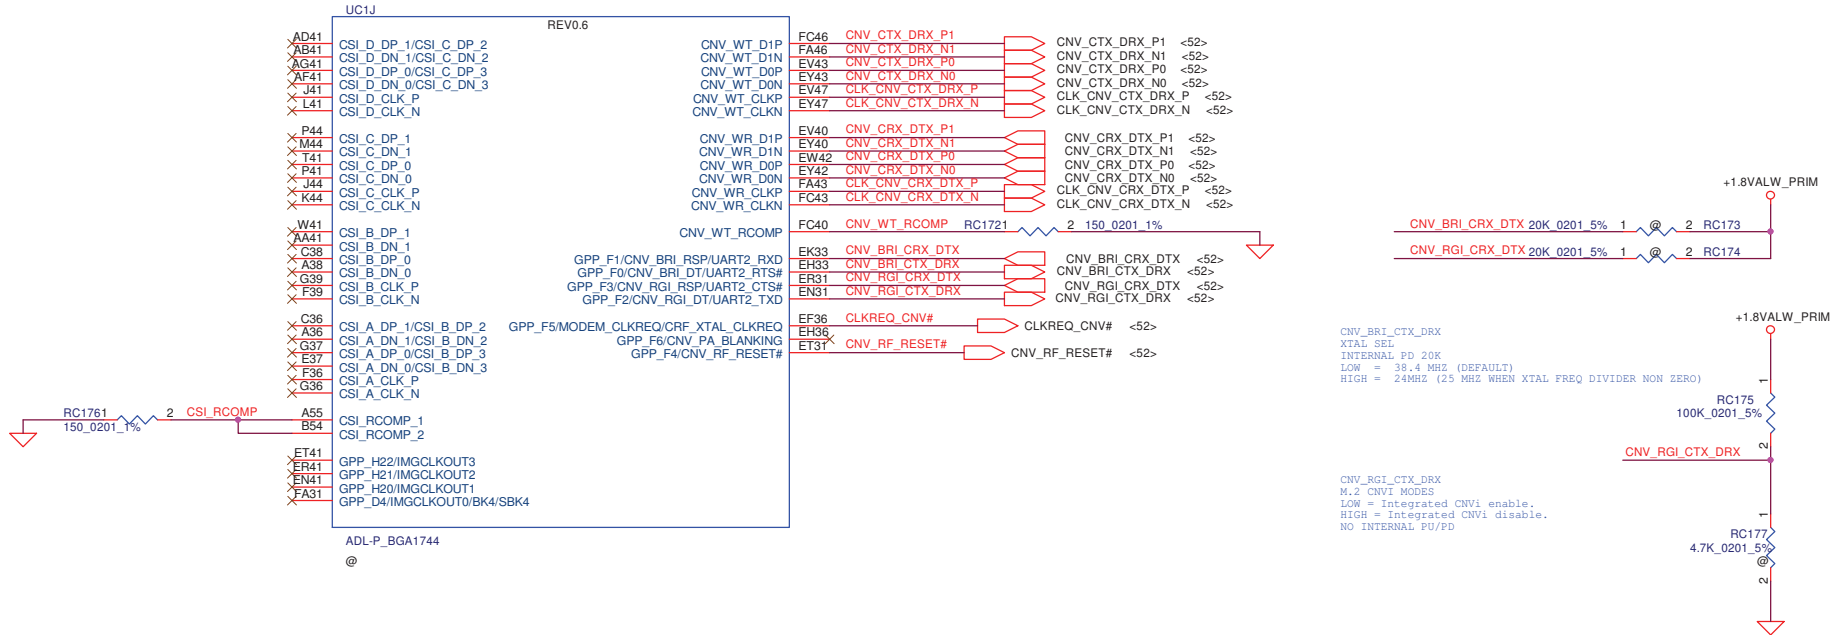 UC1J
REV0.6
AD41 CSI_D_DP_1/CSI_C_DP_2
AB41 CSI_D_DN_1/CSI_C_DN_2
AG41 CSI_D_DP_0/CSI_C_DP_3
AF41 CSI_D_DN_0/CSI_C_DN_3
J41 CSI_D_CLK_P
L41 CSI_D_CLK_N
P44 CSI_C_DP_1
M44 CSI_C_DN_1
T41 CSI_C_DP_0
P41 CSI_C_DN_0
J44 CSI_C_CLK_P
K44 CSI_C_CLK_N
W41 CSI_B_DP_1
AA41 CSI_B_DN_1
C38 CSI_B_DP_0
A38 CSI_B_DN_0
G39 CSI_B_CLK_P
F39 CSI_B_CLK_N
C36 CSI_A_DP_1/CSI_B_DP_2
A36 CSI_A_DN_1/CSI_B_DN_2
G37 CSI_A_DP_0/CSI_B_DP_3
E37 CSI_A_DN_0/CSI_B_DN_3
F36 CSI_A_CLK_P
G36 CSI_A_CLK_N
RC176 1 2 CSI_RCOMP A55 CSI_RCOMP_1
150_0201_1% B54 CSI_RCOMP_2
ET41 GPP_H22/IMGCLKOUT3
ER41 GPP_H21/IMGCLKOUT2
EN41 GPP_H20/IMGCLKOUT1
FA31 GPP_D4/IMGCLKOUT0/BK4/SBK4
CNV_WT_D1P FC46 CNV_CTX_DRX_P1 CNV_CTX_DRX_P1 <52>
CNV_WT_D1N FA46 CNV_CTX_DRX_N1 CNV_CTX_DRX_N1 <52>
CNV_WT_D0P EV43 CNV_CTX_DRX_P0 CNV_CTX_DRX_P0 <52>
CNV_WT_D0N EY43 CNV_CTX_DRX_N0 CNV_CTX_DRX_N0 <52>
CNV_WT_CLKP EV47 CLK_CNV_CTX_DRX_P CLK_CNV_CTX_DRX_P <52>
CNV_WT_CLKN EY47 CLK_CNV_CTX_DRX_N CLK_CNV_CTX_DRX_N <52>
CNV_WR_D1P EV40 CNV_CRX_DTX_P1 CNV_CRX_DTX_P1 <52>
CNV_WR_D1N EY40 CNV_CRX_DTX_N1 CNV_CRX_DTX_N1 <52>
CNV_WR_D0P EW42 CNV_CRX_DTX_P0 CNV_CRX_DTX_P0 <52>
CNV_WR_D0N EY42 CNV_CRX_DTX_N0 CNV_CRX_DTX_N0 <52>
CNV_WR_CLKP FA43 CLK_CNV_CRX_DTX_P CLK_CNV_CRX_DTX_P <52>
CNV_WR_CLKN FC43 CLK_CNV_CRX_DTX_N CLK_CNV_CRX_DTX_N <52>
CNV_WT_RCOMP FC40 CNV_WT_RCOMP RC172 1 2 150_0201_1%
GPP_F1/CNV_BRI_RSP/UART2_RXD EK33 CNV_BRI_CRX_DTX CNV_BRI_CRX_DTX <52>
GPP_F0/CNV_BRI_DT/UART2_RTS# EH33 CNV_BRI_CTX_DRX CNV_BRI_CTX_DRX <52>
GPP_F3/CNV_RGI_RSP/UART2_CTS# ER31 CNV_RGI_CRX_DTX CNV_RGI_CRX_DTX <52>
GPP_F2/CNV_RGI_DT/UART2_TXD EN31 CNV_RGI_CTX_DRX CNV_RGI_CTX_DRX <52>
GPP_F5/MODEM_CLKREQ/CRF_XTAL_CLKREQ EF36 CLKREQ_CNV# CLKREQ_CNV# <52>
GPP_F6/CNV_PA_BLANKING EH36
GPP_F4/CNV_RF_RESET# ET31 CNV_RF_RESET# CNV_RF_RESET# <52>
ADL-P_BGA1744
@
+1.8VALW_PRIM
CNV_BRI_CRX_DTX 20K_0201_5% 1 @ 2 RC173
CNV_RGI_CRX_DTX 20K_0201_5% 1 @ 2 RC174
CNV_BRI_CTX_DRX
XTAL SEL
INTERNAL PD 20K
LOW = 38.4 MHZ (DEFAULT)
HIGH = 24MHZ (25 MHZ WHEN XTAL FREQ DIVIDER NON ZERO)
+1.8VALW_PRIM
1
RC175
100K_0201_5%
2
CNV_RGI_CTX_DRX
CNV_RGI_CTX_DRX
M.2 CNVI MODES
LOW = Integrated CNVi enable.
HIGH = Integrated CNVi disable.
NO INTERNAL PU/PD
1
RC177
4.7K_0201_5%
@
2